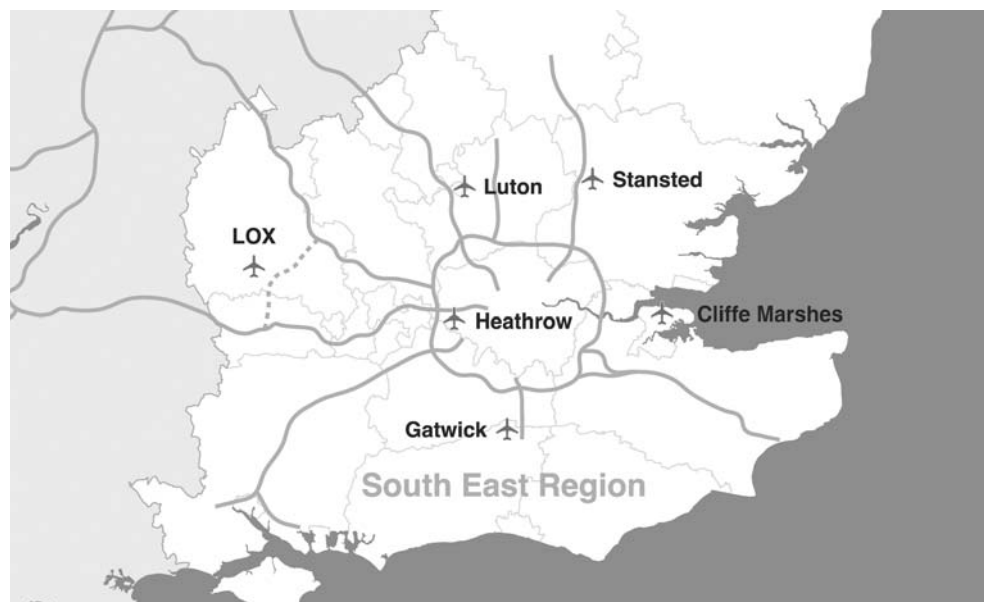 Luton
Stansted
LOX
Heathrow
Cliffe Marshes
Gatwick
South East Region